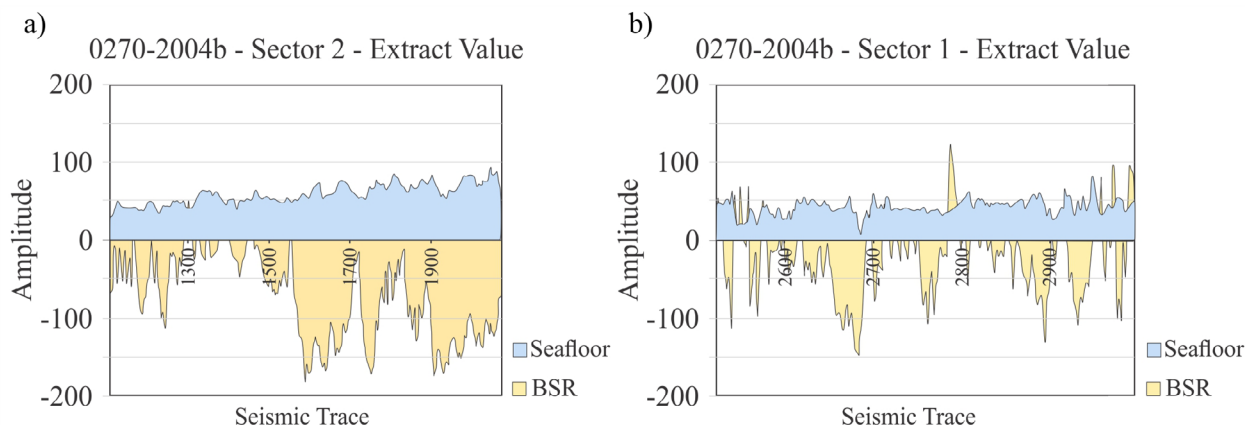 a)
0270-2004b - Sector 2 - Extract Value
200
100
0
-100
-200
Amplitude
1300
1500
1700
1900
Seismic Trace
Seafloor
BSR
b)
0270-2004b - Sector 1 - Extract Value
200
100
0
-100
-200
Amplitude
2600
2700
2800
2900
Seismic Trace
Seafloor
BSR